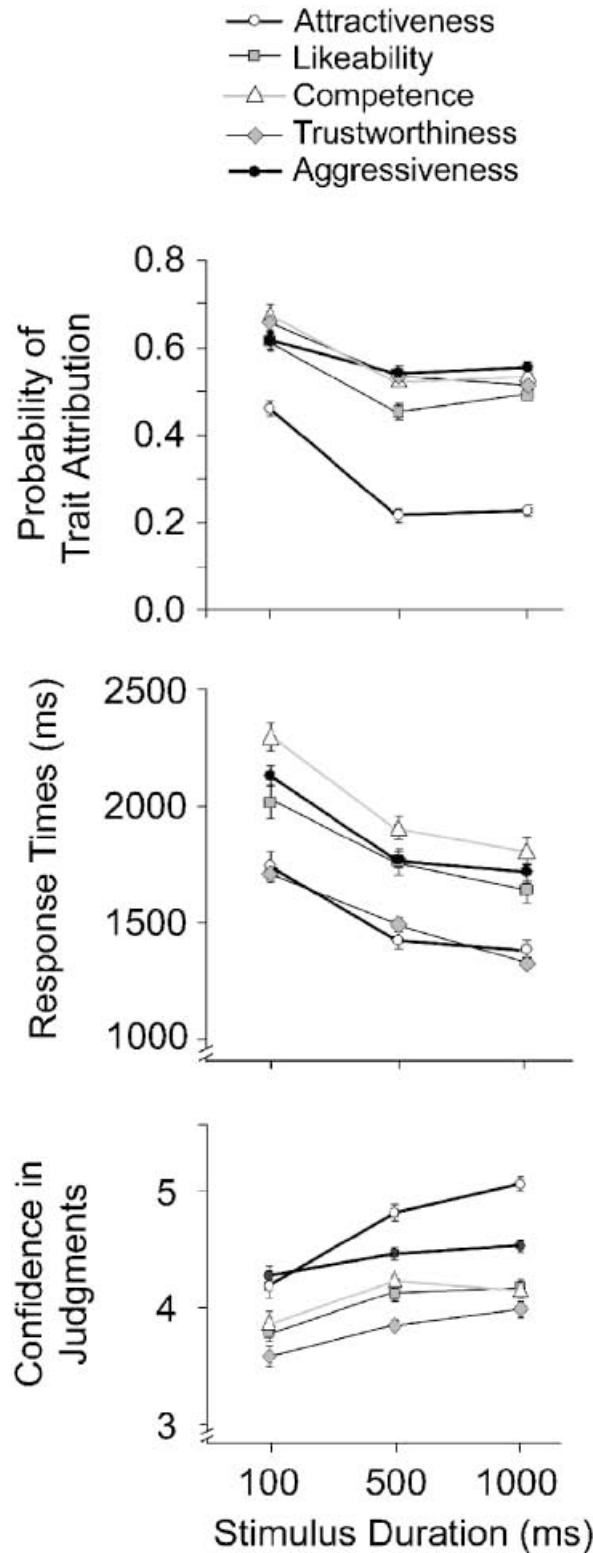 Attractiveness
Likeability
Competence
Trustworthiness
Aggressiveness
Probability of
Trait Attribution
0.8
0.6
0.4
0.2
0.0
Response Times (ms)
2500
2000
1500
1000
Confidence in
Judgments
5
4
3
100 500 1000
Stimulus Duration (ms)